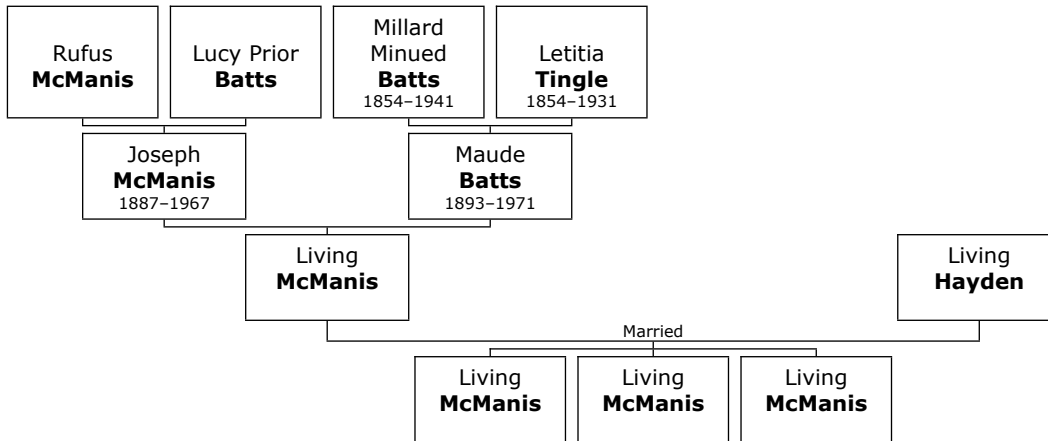 Rufus
McManis
Lucy Prior
Batts
Millard
Minued
Batts
1854–1941
Letitia
Tingle
1854–1931
Joseph
McManis
1887–1967
Maude
Batts
1893–1971
Living
McManis
Living
Hayden
Married
Living
McManis
Living
McManis
Living
McManis